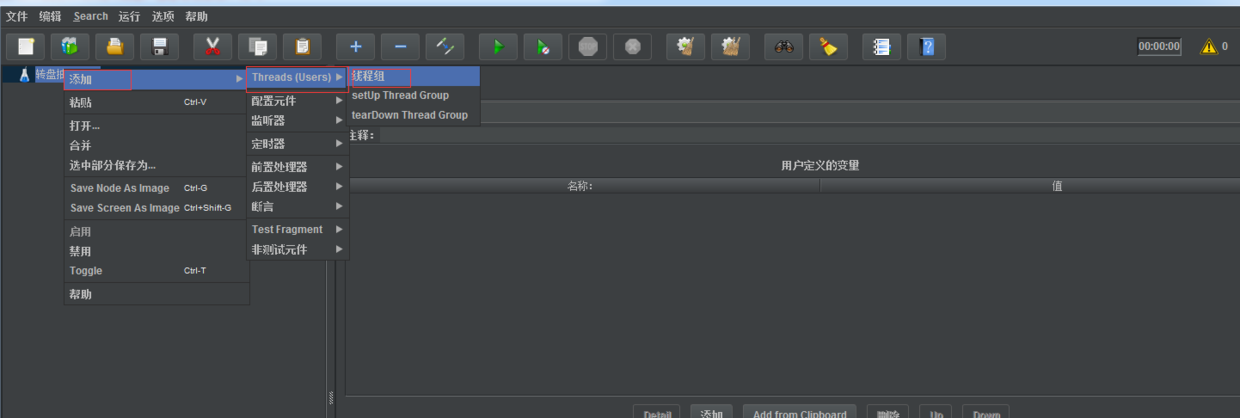 文件 编辑 Search 运行 选项 帮助
00:00:00 0
转盘抽
添加 Threads (Users) 线程组
粘贴 Ctrl-V
打开...
合并
选中部分保存为...
Save Node As Image Ctrl-G
Save Screen As Image Ctrl+Shift-G
启用
禁用
Toggle Ctrl-T
帮助
配置元件
监听器
定时器
前置处理器
后置处理器
断言
Test Fragment
非测试元件
setUp Thread Group
tearDown Thread Group
注释:
用户定义的变量
名称: 值
Detail 添加 Add from Clipboard 删除 Up Down